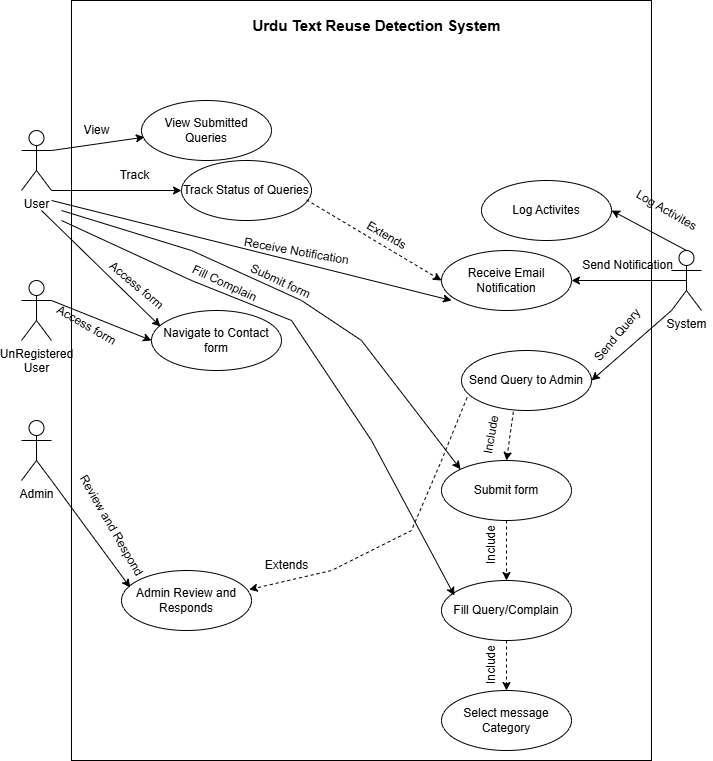 Urdu Text Reuse Detection System
View
View Submitted
Queries
Track
Track Status of Queries
User
Log Activites
Log Activites
Extends
Receive Notification
Receive Email
Notification
Send Notification
System
Access form
Fill Complain
Submit form
UnRegistered
User
Access form
Navigate to Contact
form
Send Query
Send Query to Admin
Include
Admin
Review and Respond
Submit form
Include
Extends
Admin Review and
Responds
Fill Query/Complain
Include
Select message
Category